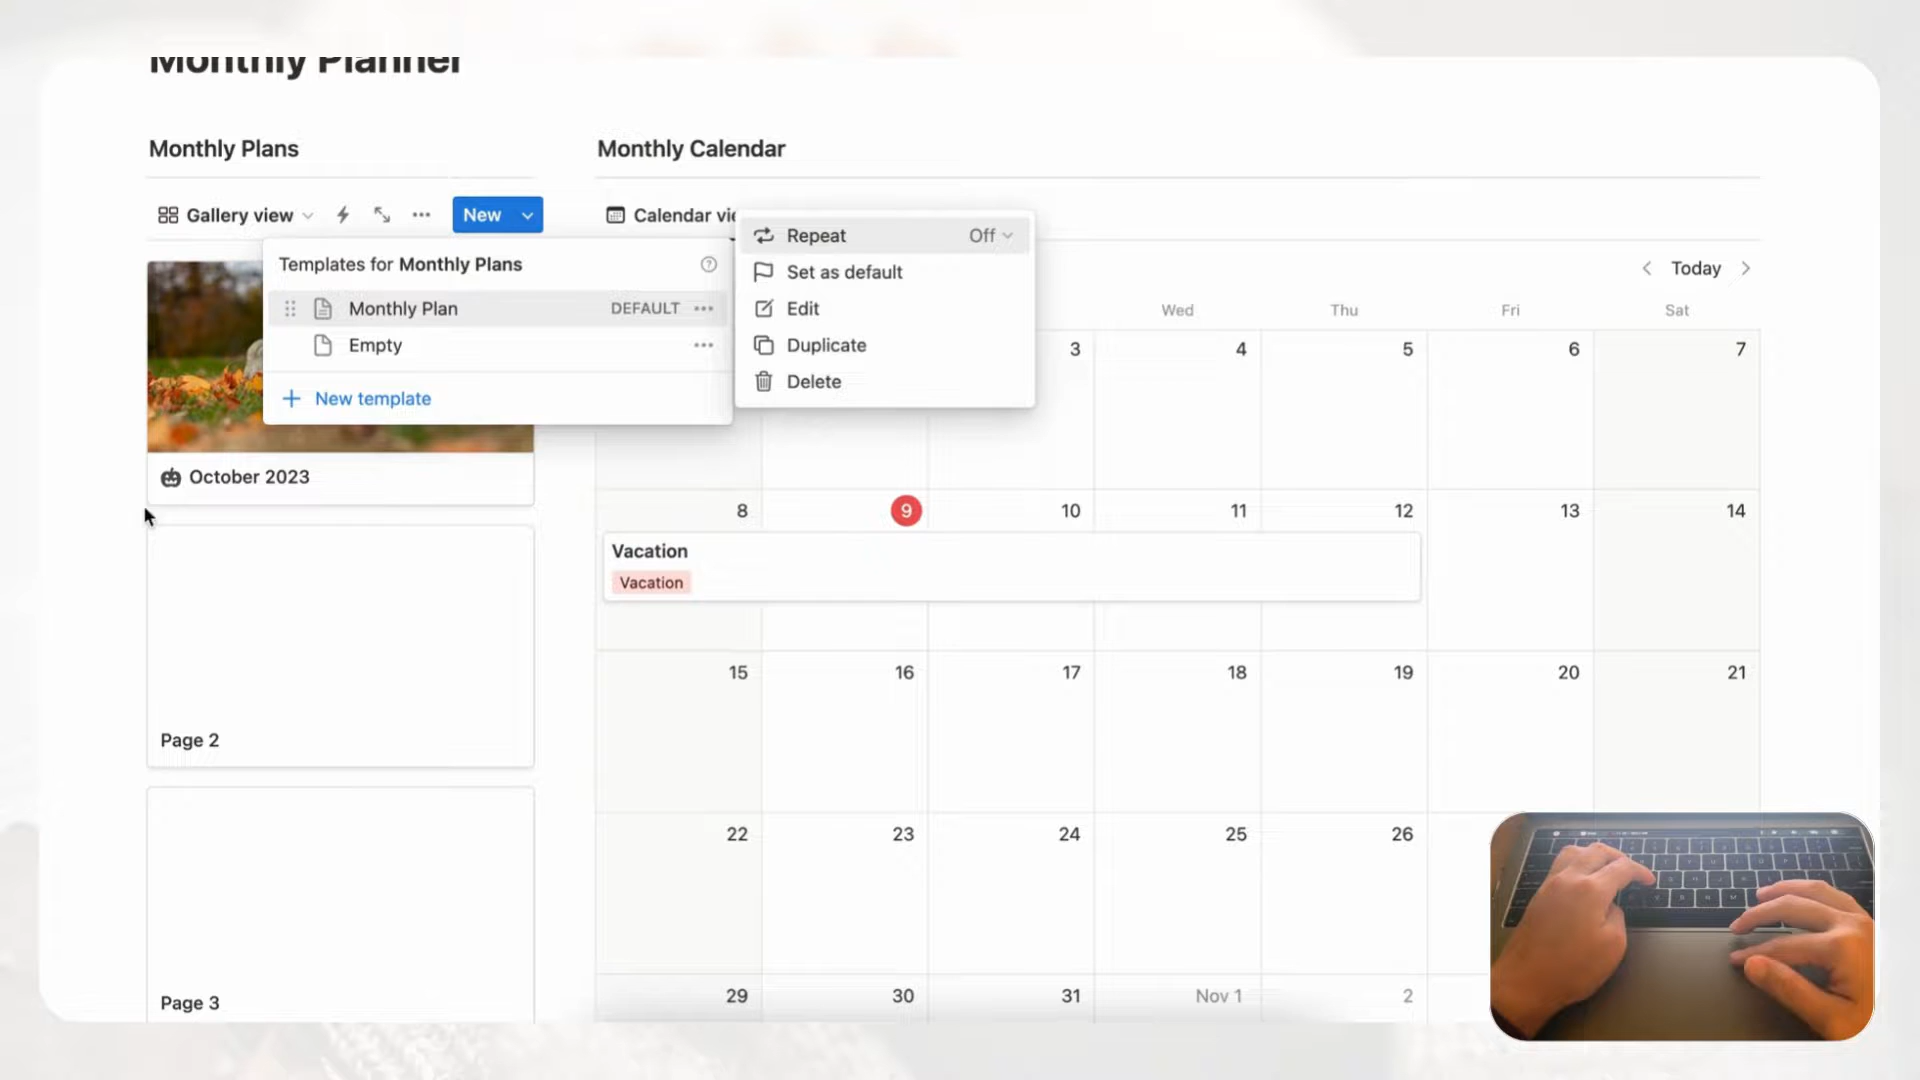 Monthly Planner
Monthly Plans
Monthly Calendar
Gallery view
New
Calendar vie
Templates for Monthly Plans
Monthly Plan DEFAULT
Empty
New template
Repeat Off
Set as default
Edit
Duplicate
Delete
Today
Wed Thu Fri Sat
3 4 5 6 7
October 2023
8 9 10 11 12 13 14
Vacation
Vacation
15 16 17 18 19 20 21
Page 2
22 23 24 25 26
Page 3
29 30 31 Nov 1 2